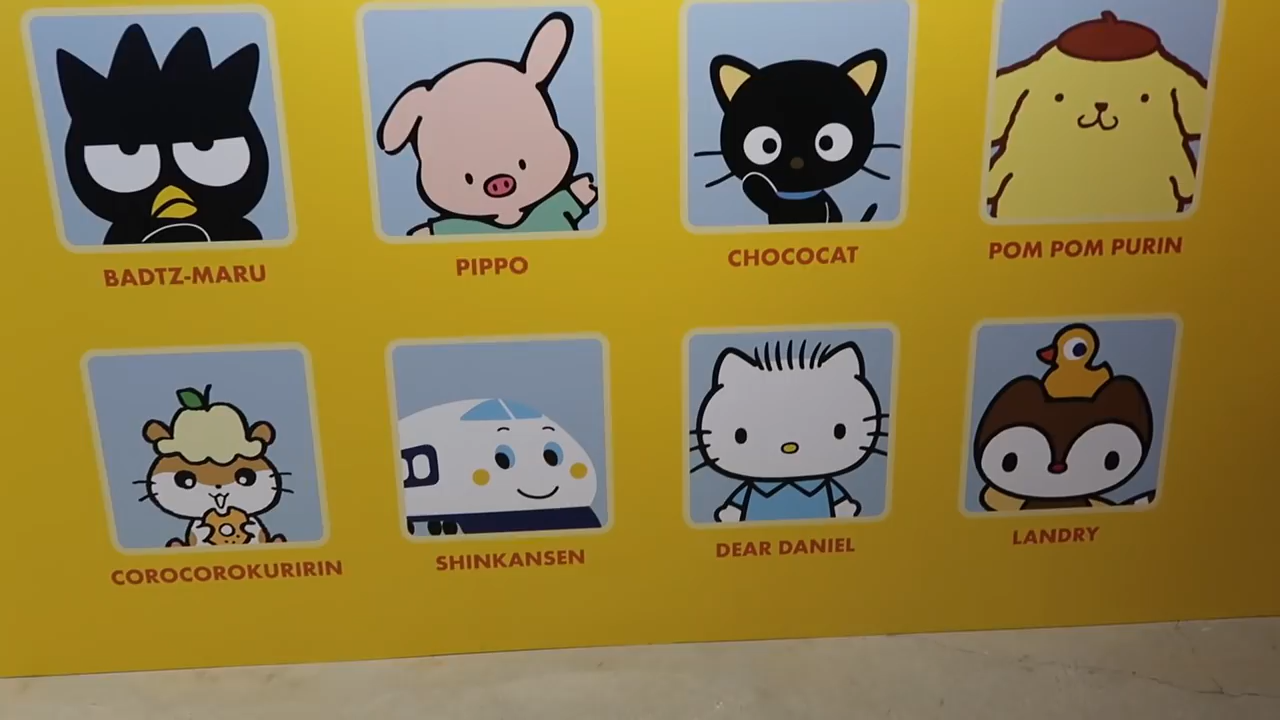 BADTZ-MARU
PIPPO
CHOCOCAT
POM POM PURIN
COROCOROKURIRIN
SHINKANSEN
DEAR DANIEL
LANDRY